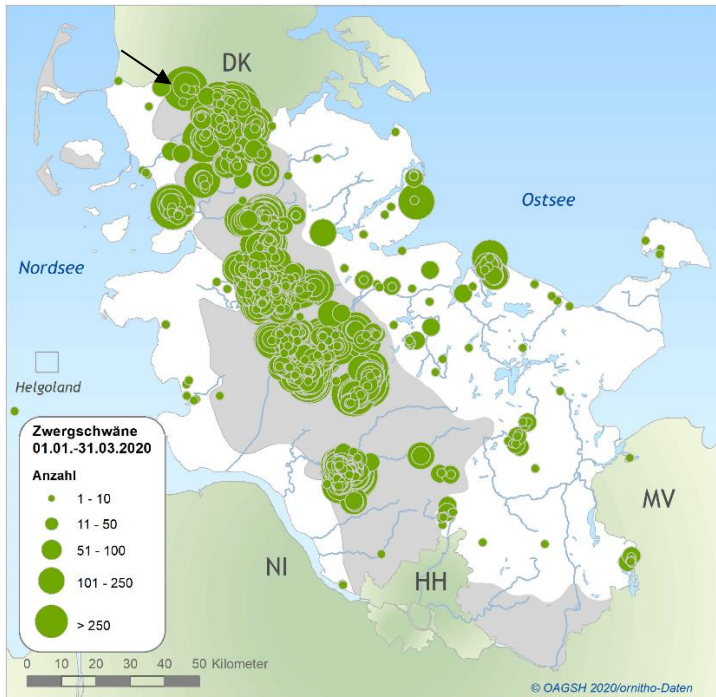 DK
Ostsee
Nordsee
Helgoland
Zwergschwäne
01.01.-31.03.2020
Anzahl
1 - 10
11 - 50
51 - 100
101 - 250
> 250
MV
NI
HH
0 10 20 30 40 50 Kilometer
© OAGSH 2020/ornitho-Daten